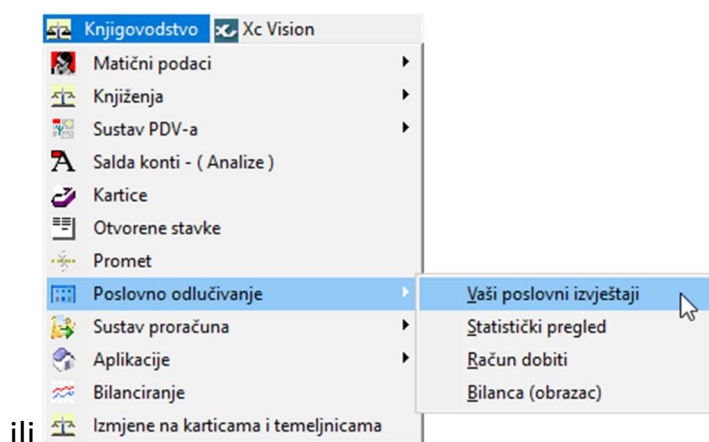 Knjigovodstvo Xc Vision
Matični podaci
Knjiženja
Sustav PDV-a
Salda konti - ( Analize )
Kartice
Otvorene stavke
Promet
Poslovno odlučivanje
Vaši poslovni izvještaji
Sustav proračuna
Statistički pregled
Aplikacije
Račun dobiti
Bilanciranje
Bilanca (obrazac)
ili Izmjene na karticama i temeljnicama